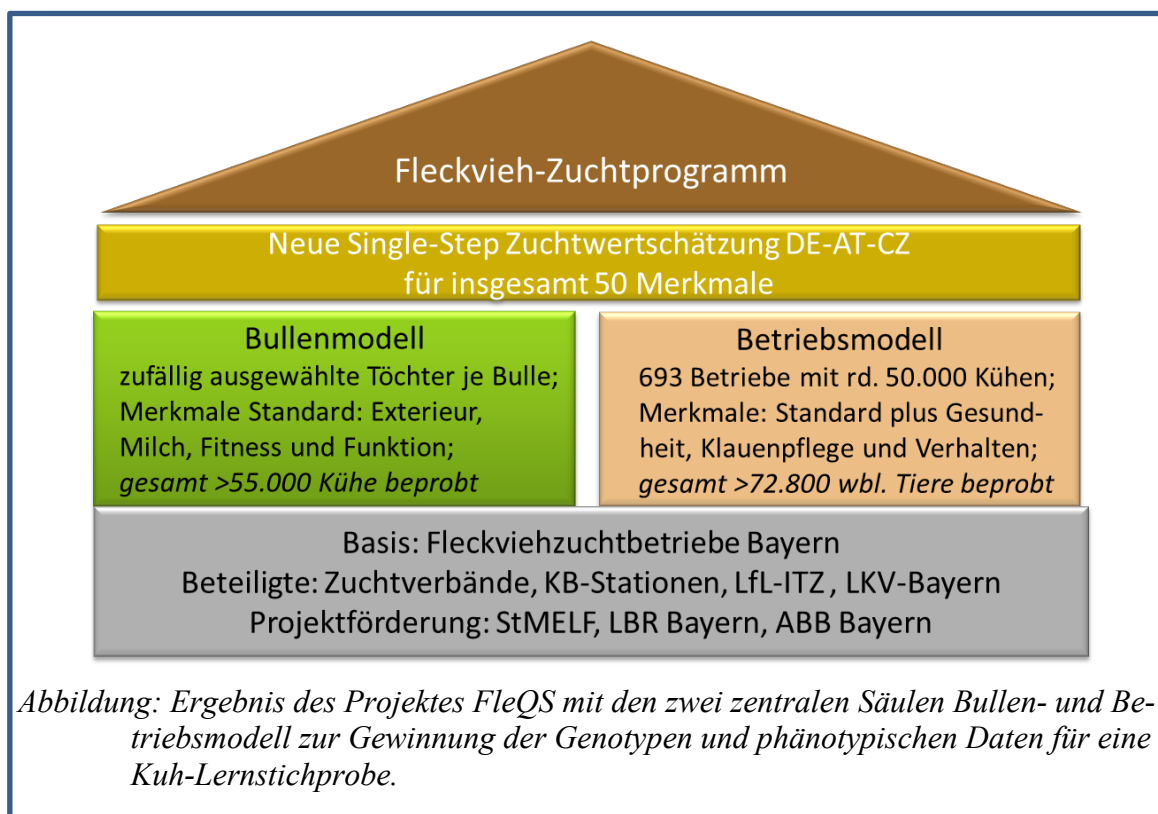 Fleckvieh-Zuchtprogramm
Neue Single-Step Zuchtwertschätzung DE-AT-CZ
für insgesamt 50 Merkmale
Bullenmodell
zufällig ausgewählte Töchter je Bulle;
Merkmale Standard: Exterieur,
Milch, Fitness und Funktion;
gesamt >55.000 Kühe beprobt
Betriebsmodell
693 Betriebe mit rd. 50.000 Kühen;
Merkmale: Standard plus Gesund-
heit, Klauenpflege und Verhalten;
gesamt >72.800 wbl. Tiere beprobt
Basis: Fleckviehzuchtbetriebe Bayern
Beteiligte: Zuchtverbände, KB-Stationen, LfL-ITZ , LKV-Bayern
Projektförderung: StMELF, LBR Bayern, ABB Bayern
Abbildung: Ergebnis des Projektes FleQS mit den zwei zentralen Säulen Bullen- und Be-
triebsmodell zur Gewinnung der Genotypen und phänotypischen Daten für eine
Kuh-Lernstichprobe.